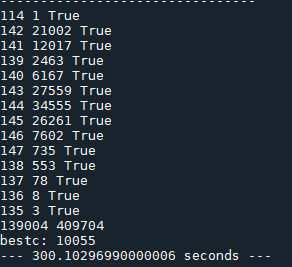 --------------------------------
114 1 True
142 21002 True
141 12017 True
139 2463 True
140 6167 True
143 27559 True
144 34555 True
145 26261 True
146 7602 True
147 735 True
138 553 True
137 78 True
136 8 True
135 3 True
139004 409704
bestc: 10055
--- 300.10296990000006 seconds ---